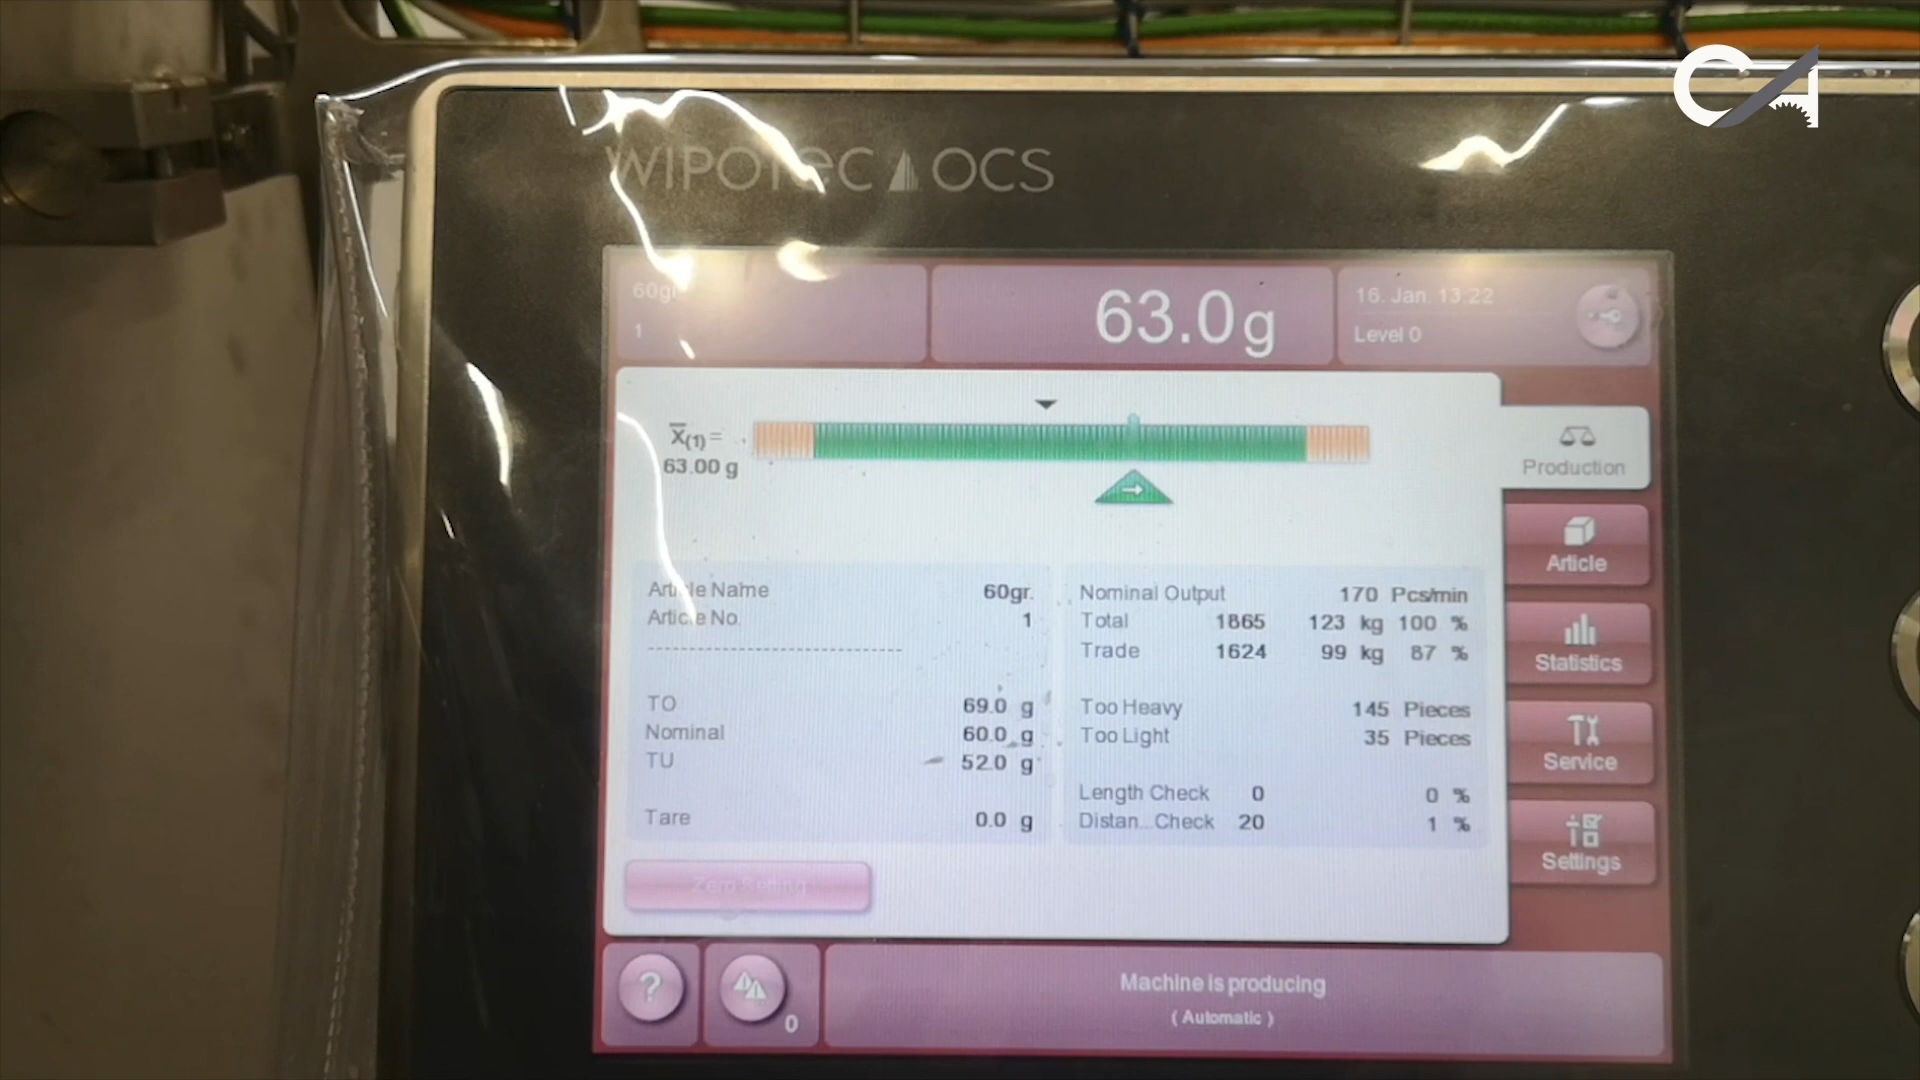 CA
WIPOTEC OCS
60gr.
1
63.0g
16. Jan. 13:22
Level 0
X(1) =
63.00 g
Production
Article
Statistics
Service
Settings
Article Name 60gr.
Article No. 1
TO 69.0 g
Nominal 60.0 g
TU 52.0 g
Tare 0.0 g
Nominal Output 170 Pcs/min
Total 1865 123 kg 100 %
Trade 1624 99 kg 87 %
Too Heavy 145 Pieces
Too Light 35 Pieces
Length Check 0 0 %
Distan... Check 20 1 %
Zero Setting
?
0
Machine is producing
( Automatic )